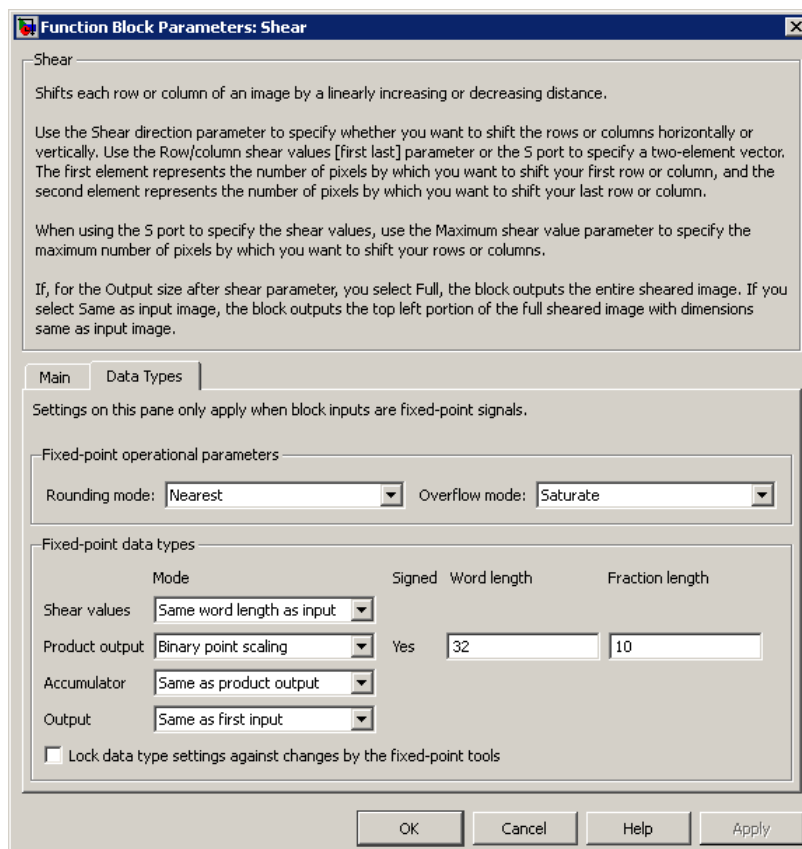 Function Block Parameters: Shear
Shear
Shifts each row or column of an image by a linearly increasing or decreasing distance.
Use the Shear direction parameter to specify whether you want to shift the rows or columns horizontally or
vertically. Use the Row/column shear values [first last] parameter or the S port to specify a two-element vector.
The first element represents the number of pixels by which you want to shift your first row or column, and the
second element represents the number of pixels by which you want to shift your last row or column.
When using the S port to specify the shear values, use the Maximum shear value parameter to specify the
maximum number of pixels by which you want to shift your rows or columns.
If, for the Output size after shear parameter, you select Full, the block outputs the entire sheared image. If you
select Same as input image, the block outputs the top left portion of the full sheared image with dimensions
same as input image.
Main Data Types
Settings on this pane only apply when block inputs are fixed-point signals.
Fixed-point operational parameters
Rounding mode: Nearest Overflow mode: Saturate
Fixed-point data types
Mode Signed Word length Fraction length
Shear values Same word length as input
Product output Binary point scaling Yes 32 10
Accumulator Same as product output
Output Same as first input
Lock data type settings against changes by the fixed-point tools
OK Cancel Help Apply